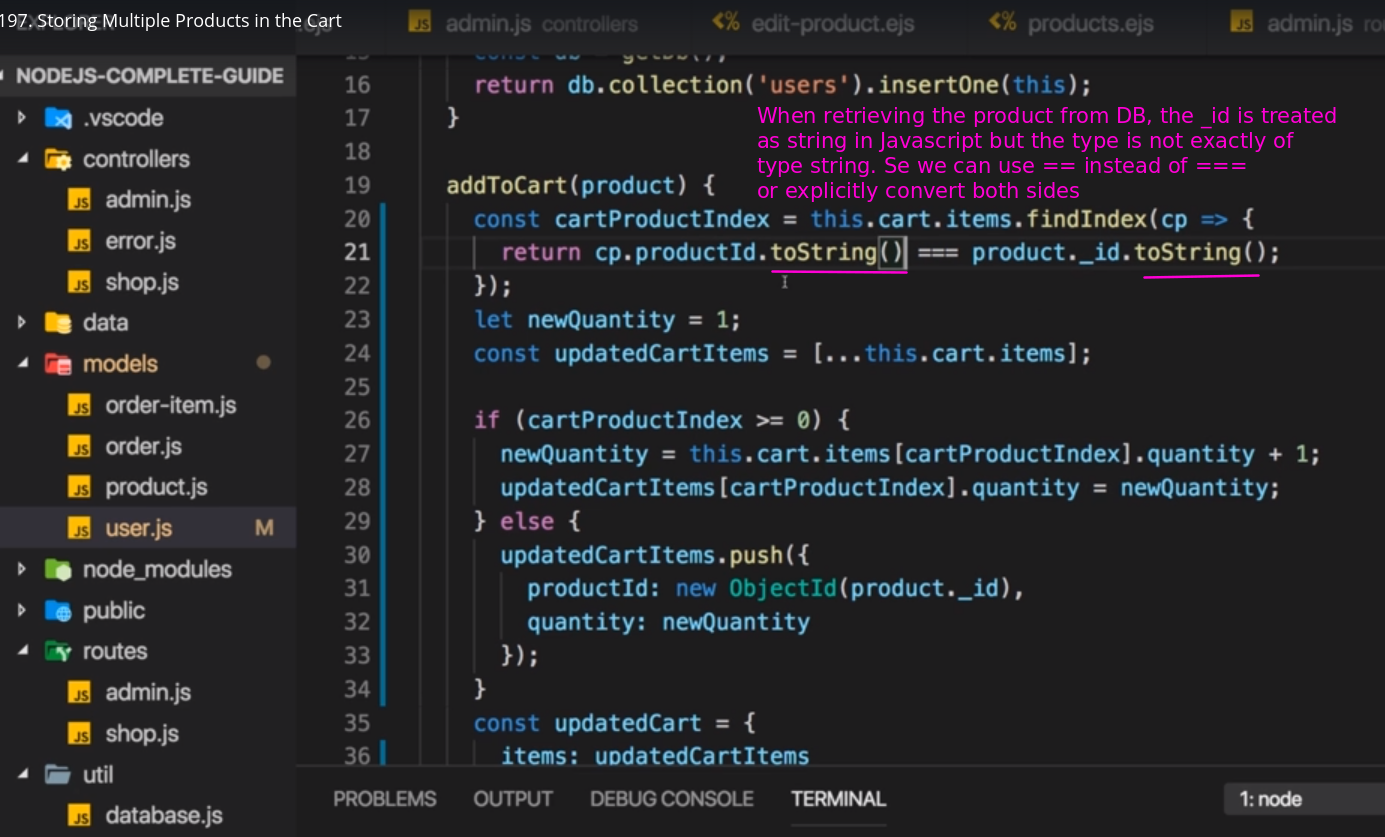 197. Storing Multiple Products in the Cart
admin.js controllers
edit-product.ejs
products.ejs
admin.js
NODEJS-COMPLETE-GUIDE
.vscode
controllers
admin.js
error.js
shop.js
data
models
order-item.js
order.js
product.js
user.js M
node_modules
public
routes
admin.js
shop.js
util
database.js
15 const db = getDb();
16 return db.collection('users').insertOne(this);
17 }
18
When retrieving the product from DB, the _id is treated
as string in Javascript but the type is not exactly of
type string. Se we can use == instead of ===
or explicitly convert both sides
19 addToCart(product) {
20 const cartProductIndex = this.cart.items.findIndex(cp => {
21 return cp.productId.toString() === product._id.toString();
22 });
23 let newQuantity = 1;
24 const updatedCartItems = [...this.cart.items];
25
26 if (cartProductIndex >= 0) {
27 newQuantity = this.cart.items[cartProductIndex].quantity + 1;
28 updatedCartItems[cartProductIndex].quantity = newQuantity;
29 } else {
30 updatedCartItems.push({
31 productId: new ObjectId(product._id),
32 quantity: newQuantity
33 });
34 }
35 const updatedCart = {
36 items: updatedCartItems
PROBLEMS OUTPUT DEBUG CONSOLE TERMINAL 1: node